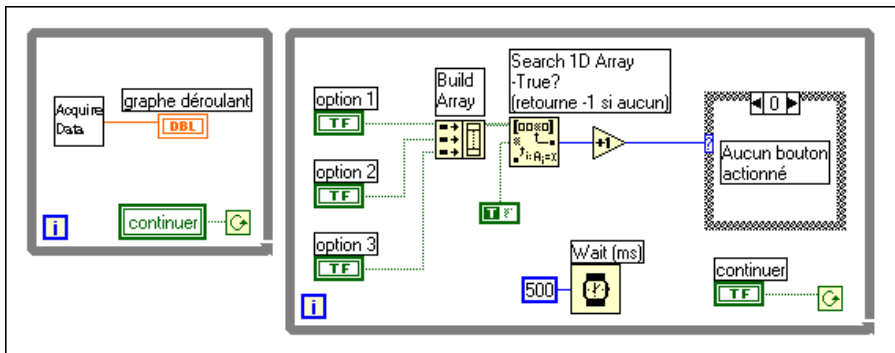 Acquire
Data
graphe déroulant
DBL
continuer
i
option 1
TF
option 2
TF
option 3
TF
i
Build
Array
Search 1D Array
-True?
(retourne -1 si aucun)
i: A¡=X
+1
T
Wait (ms)
500
0
?
Aucun bouton
actionné
continuer
TF